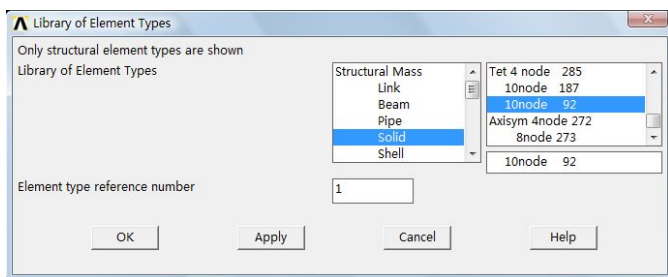 Library of Element Types
Only structural element types are shown
Library of Element Types
Structural Mass
Link
Beam
Pipe
Solid
Shell
Tet 4 node 285
10node 187
10node 92
Axisym 4node 272
8node 273
10node 92
Element type reference number
1
OK
Apply
Cancel
Help